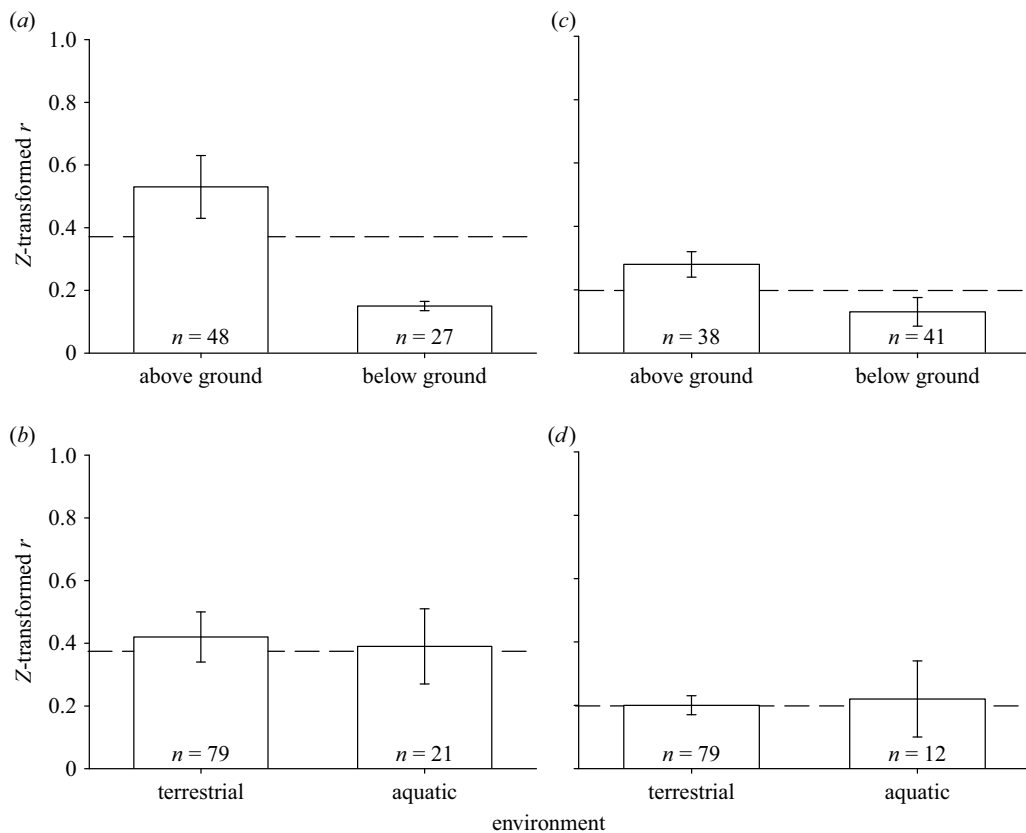 (a)
1.0
0.8
0.6
0.4
0.2
0
Z-transformed r
n = 48
n = 27
above ground
below ground
(c)
n = 38
n = 41
above ground
below ground
(b)
1.0
0.8
0.6
0.4
0.2
0
Z-transformed r
n = 79
n = 21
terrestrial
aquatic
(d)
n = 79
n = 12
terrestrial
aquatic
environment